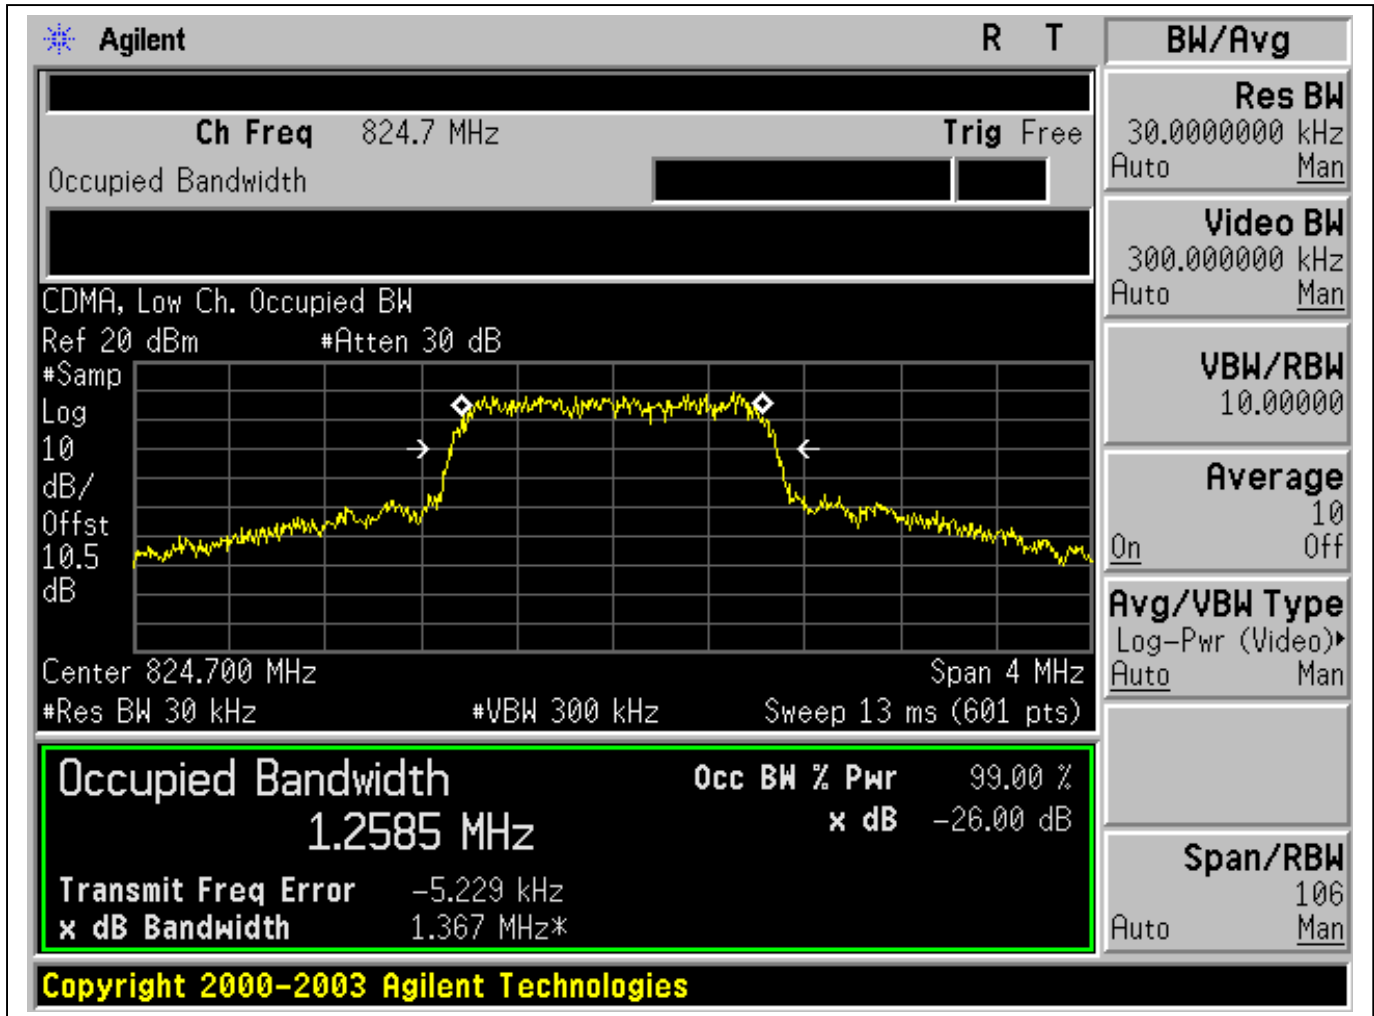 Agilent R T
Ch Freq 824.7 MHz Trig Free
Occupied Bandwidth
CDMA, Low Ch. Occupied BW
Ref 20 dBm #Atten 30 dB
#Samp
Log
10
dB/
Offst
10.5
dB
Center 824.700 MHz Span 4 MHz
#Res BW 30 kHz #VBW 300 kHz Sweep 13 ms (601 pts)
Occupied Bandwidth
1.2585 MHz
Occ BW % Pwr 99.00 %
x dB -26.00 dB
Transmit Freq Error -5.229 kHz
x dB Bandwidth 1.367 MHz*
Copyright 2000-2003 Agilent Technologies
BW/Avg
Res BW
30.0000000 kHz
Auto Man
Video BW
300.000000 kHz
Auto Man
VBW/RBW
10.00000
Average
10
On Off
Avg/VBW Type
Log-Pwr (Video)
Auto Man
Span/RBW
106
Auto Man